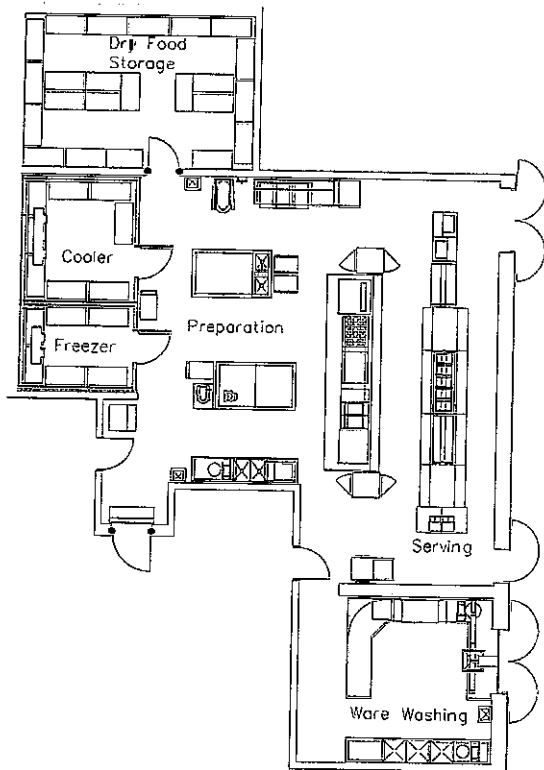 Dry Food
Storage
Cooler
Preparation
Freezer
Serving
Ware Washing